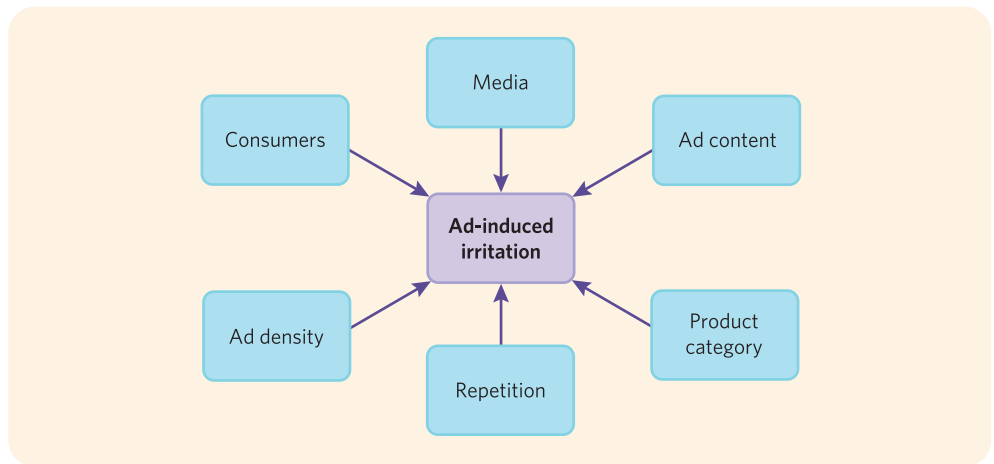 Media
Consumers
Ad content
Ad-induced
irritation
Ad density
Product
category
Repetition